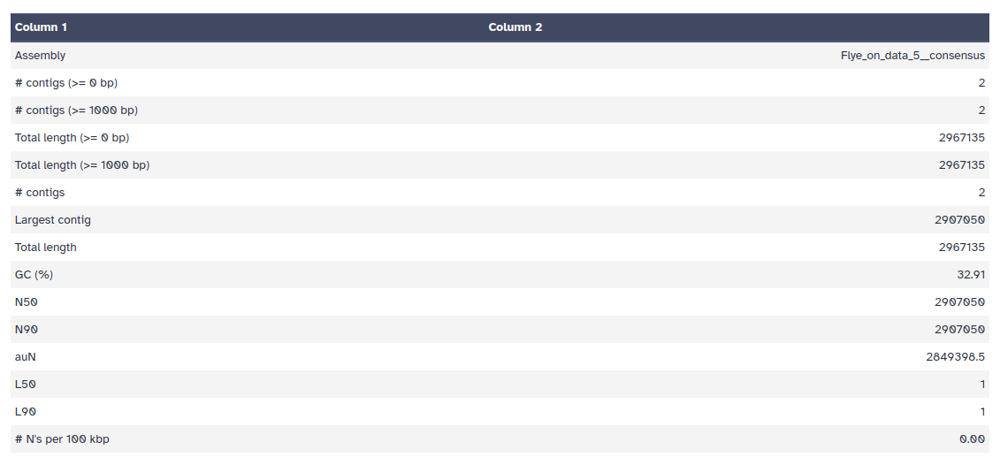 Column 1 Column 2
Assembly Flye_on_data_5__consensus
# contigs (>= 0 bp) 2
# contigs (>= 1000 bp) 2
Total length (>= 0 bp) 2967135
Total length (>= 1000 bp) 2967135
# contigs 2
Largest contig 2907050
Total length 2967135
GC (%) 32.91
N50 2907050
N90 2907050
auN 2849398.5
L50 1
L90 1
# N's per 100 kbp 0.00